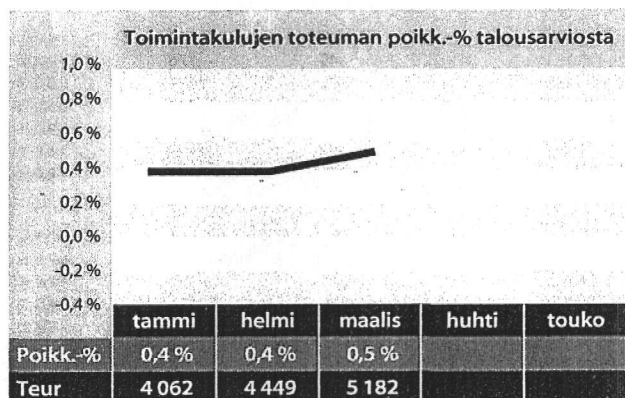 Toimintakulujen toteuman poikk.-% talousarviosta
1,0 %
0,8 %
0,6 %
0,4 %
0,2 %
0,0 %
-0,2 %
-0,4 %
tammi helmi maalis huhti touko
Poikk.-% 0,4 % 0,4 % 0,5 %
Teur 4 062 4 449 5 182